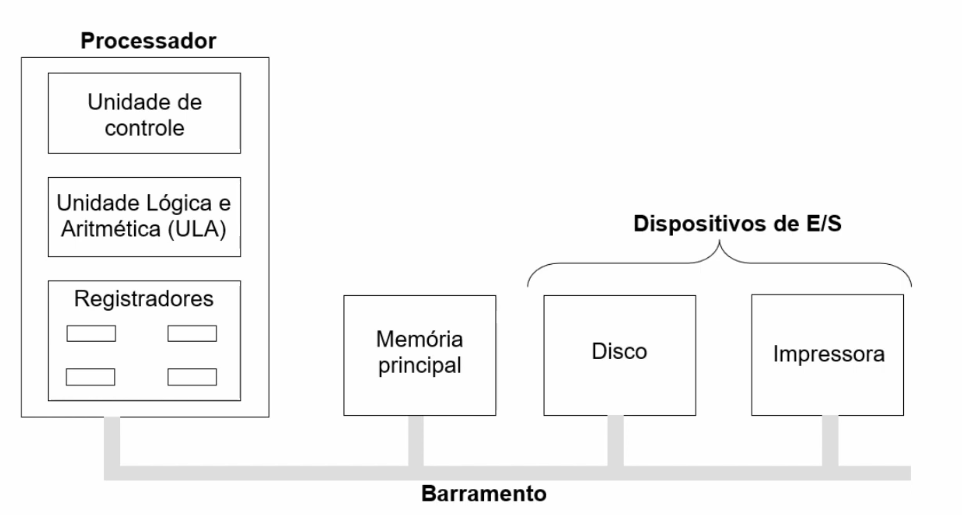 Processador
Unidade de
controle
Unidade Lógica e
Aritmética (ULA)
Registradores
Memória
principal
Dispositivos de E/S
Disco
Impressora
Barramento